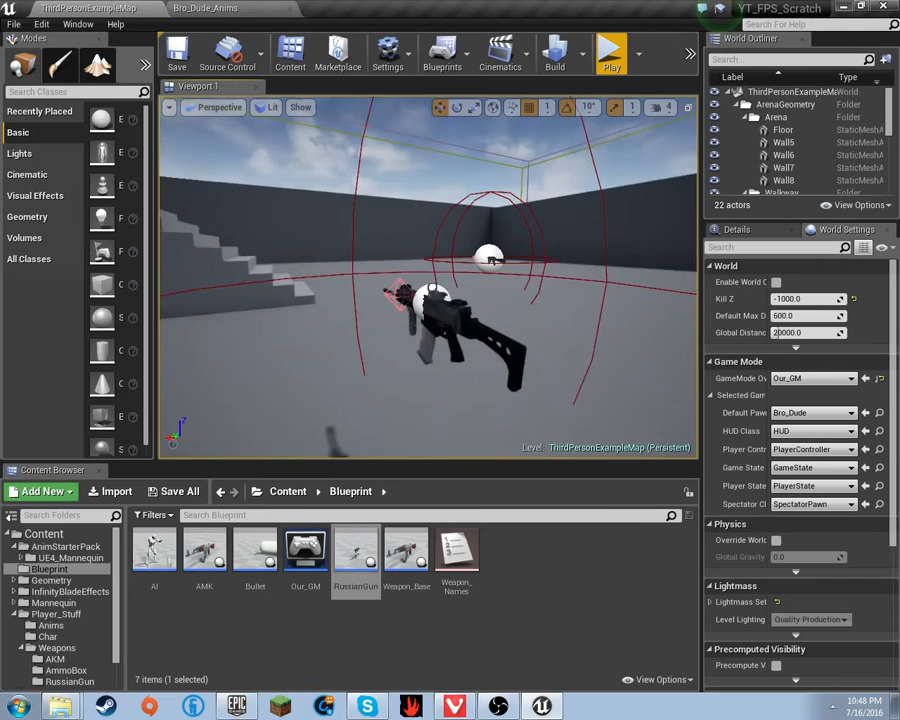 ThirdPersonExampleMap
Bro_Dude_Anims
YT_FPS_Scratch
File Edit Window Help
Search For Help
Modes
Save
Source Control
Content
Marketplace
Settings
Blueprints
Cinematics
Build
Play
World Outliner
Search Classes
Viewport 1
Search...
Label
Type
Recently Placed
Basic
Lights
Cinematic
Visual Effects
Geometry
Volumes
All Classes
Perspective
Lit
Show
1
10°
1
4
ThirdPersonExampleMa World
ArenaGeometry Folder
Arena Folder
Floor StaticMeshA
Wall5 StaticMeshA
Wall6 StaticMeshA
Wall7 StaticMeshA
Wall8 StaticMeshA
Walkway Folder
22 actors
View Options
Details
World Settings
Search
World
Enable World C
Kill Z -1000.0
Default Max D 600.0
Global Distanc 20000.0
Game Mode
GameMode Ov Our_GM
Selected Gam
Default Pawn Bro_Dude
HUD Class HUD
Player Contr PlayerController
Game State GameState
Player State PlayerState
Spectator Cl SpectatorPawn
Physics
Override World
Global Gravity 0.0
Lightmass
Lightmass Set
Level Lighting Quality Production
Precomputed Visibility
Precompute V
Z
Level: ThirdPersonExampleMap (Persistent)
Content Browser
Add New
Import
Save All
Content
Blueprint
Search Folders
Filters
Search Blueprint
Content
AnimStarterPack
UE4_Mannequin
Blueprint
Geometry
InfinityBladeEffects
Mannequin
Player_Stuff
Anims
Char
Weapons
AKM
AmmoBox
RussianGun
AI
AMK
Bullet
Our_GM
RussianGun
Weapon_Base
Weapon_
Names
7 items (1 selected)
View Options
EPIC
GAMES
10:48 PM
7/16/2016